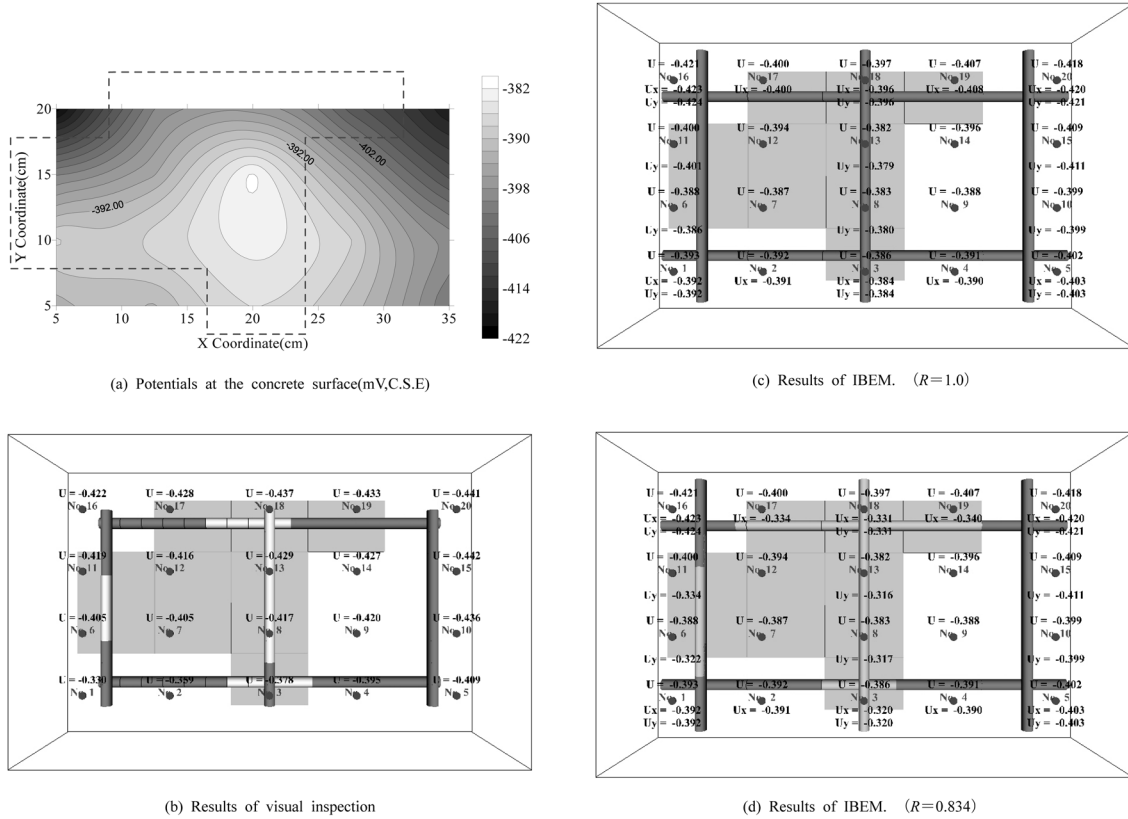 20
15
10
5
Y Coordinate(cm)
5 10 15 20 25 30 35
X Coordinate(cm)
-392.00
-392.00
-402.00
-382
-390
-398
-406
-414
-422
(a) Potentials at the concrete surface(mV,C.S.E)
U = -0.422 U = -0.428 U = -0.437 U = -0.433 U = -0.441
No.16 No.17 No.18 No.19 No.20
U = -0.419 U = -0.416 U = -0.429 U = -0.427 U = -0.442
No.11 No.12 No.13 No.14 No.15
U = -0.405 U = -0.405 U = -0.417 U = -0.420 U = -0.436
No.6 No.7 No.8 No.9 No.10
U = -0.330 U = -0.359 U = -0.378 U = -0.395 U = -0.409
No.1 No.2 No.3 No.4 No.5
(b) Results of visual inspection
U = -0.421 U = -0.400 U = -0.397 U = -0.407 U = -0.418
No.16 No.17 No.18 No.19 No.20
Ux = -0.423 Ux = -0.400 Ux = -0.396 Ux = -0.408 Ux = -0.420
Uy = -0.424 Uy = -0.396 Uy = -0.421
U = -0.400 U = -0.394 U = -0.382 U = -0.396 U = -0.409
No.11 No.12 No.13 No.14 No.15
Uy = -0.401 Uy = -0.379 Uy = -0.411
U = -0.388 U = -0.387 U = -0.383 U = -0.388 U = -0.399
No.6 No.7 No.8 No.9 No.10
Uy = -0.386 Uy = -0.380 Uy = -0.399
U = -0.393 U = -0.392 U = -0.386 U = -0.391 U = -0.402
No.1 No.2 No.3 No.4 No.5
Ux = -0.392 Ux = -0.391 Ux = -0.384 Ux = -0.390 Ux = -0.403
Uy = -0.392 Uy = -0.384 Uy = -0.403
(c) Results of IBEM. (R=1.0)
U = -0.421 U = -0.400 U = -0.397 U = -0.407 U = -0.418
No.16 No.17 No.18 No.19 No.20
Ux = -0.423 Ux = -0.334 Ux = -0.331 Ux = -0.340 Ux = -0.420
Uy = -0.424 Uy = -0.331 Uy = -0.421
U = -0.400 U = -0.394 U = -0.382 U = -0.396 U = -0.409
No.11 No.12 No.13 No.14 No.15
Uy = -0.334 Uy = -0.316 Uy = -0.411
U = -0.388 U = -0.387 U = -0.383 U = -0.388 U = -0.399
No.6 No.7 No.8 No.9 No.10
Uy = -0.322 Uy = -0.317 Uy = -0.399
U = -0.393 U = -0.392 U = -0.386 U = -0.391 U = -0.402
No.1 No.2 No.3 No.4 No.5
Ux = -0.392 Ux = -0.391 Ux = -0.320 Ux = -0.390 Ux = -0.403
Uy = -0.392 Uy = -0.320 Uy = -0.403
(d) Results of IBEM. (R=0.834)